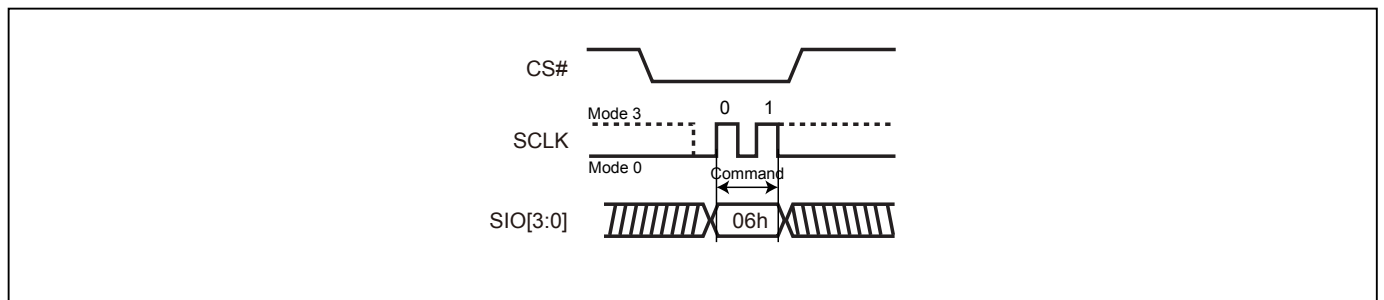 CS#
Mode 3 0 1
SCLK
Mode 0
Command
SIO[3:0] 06h